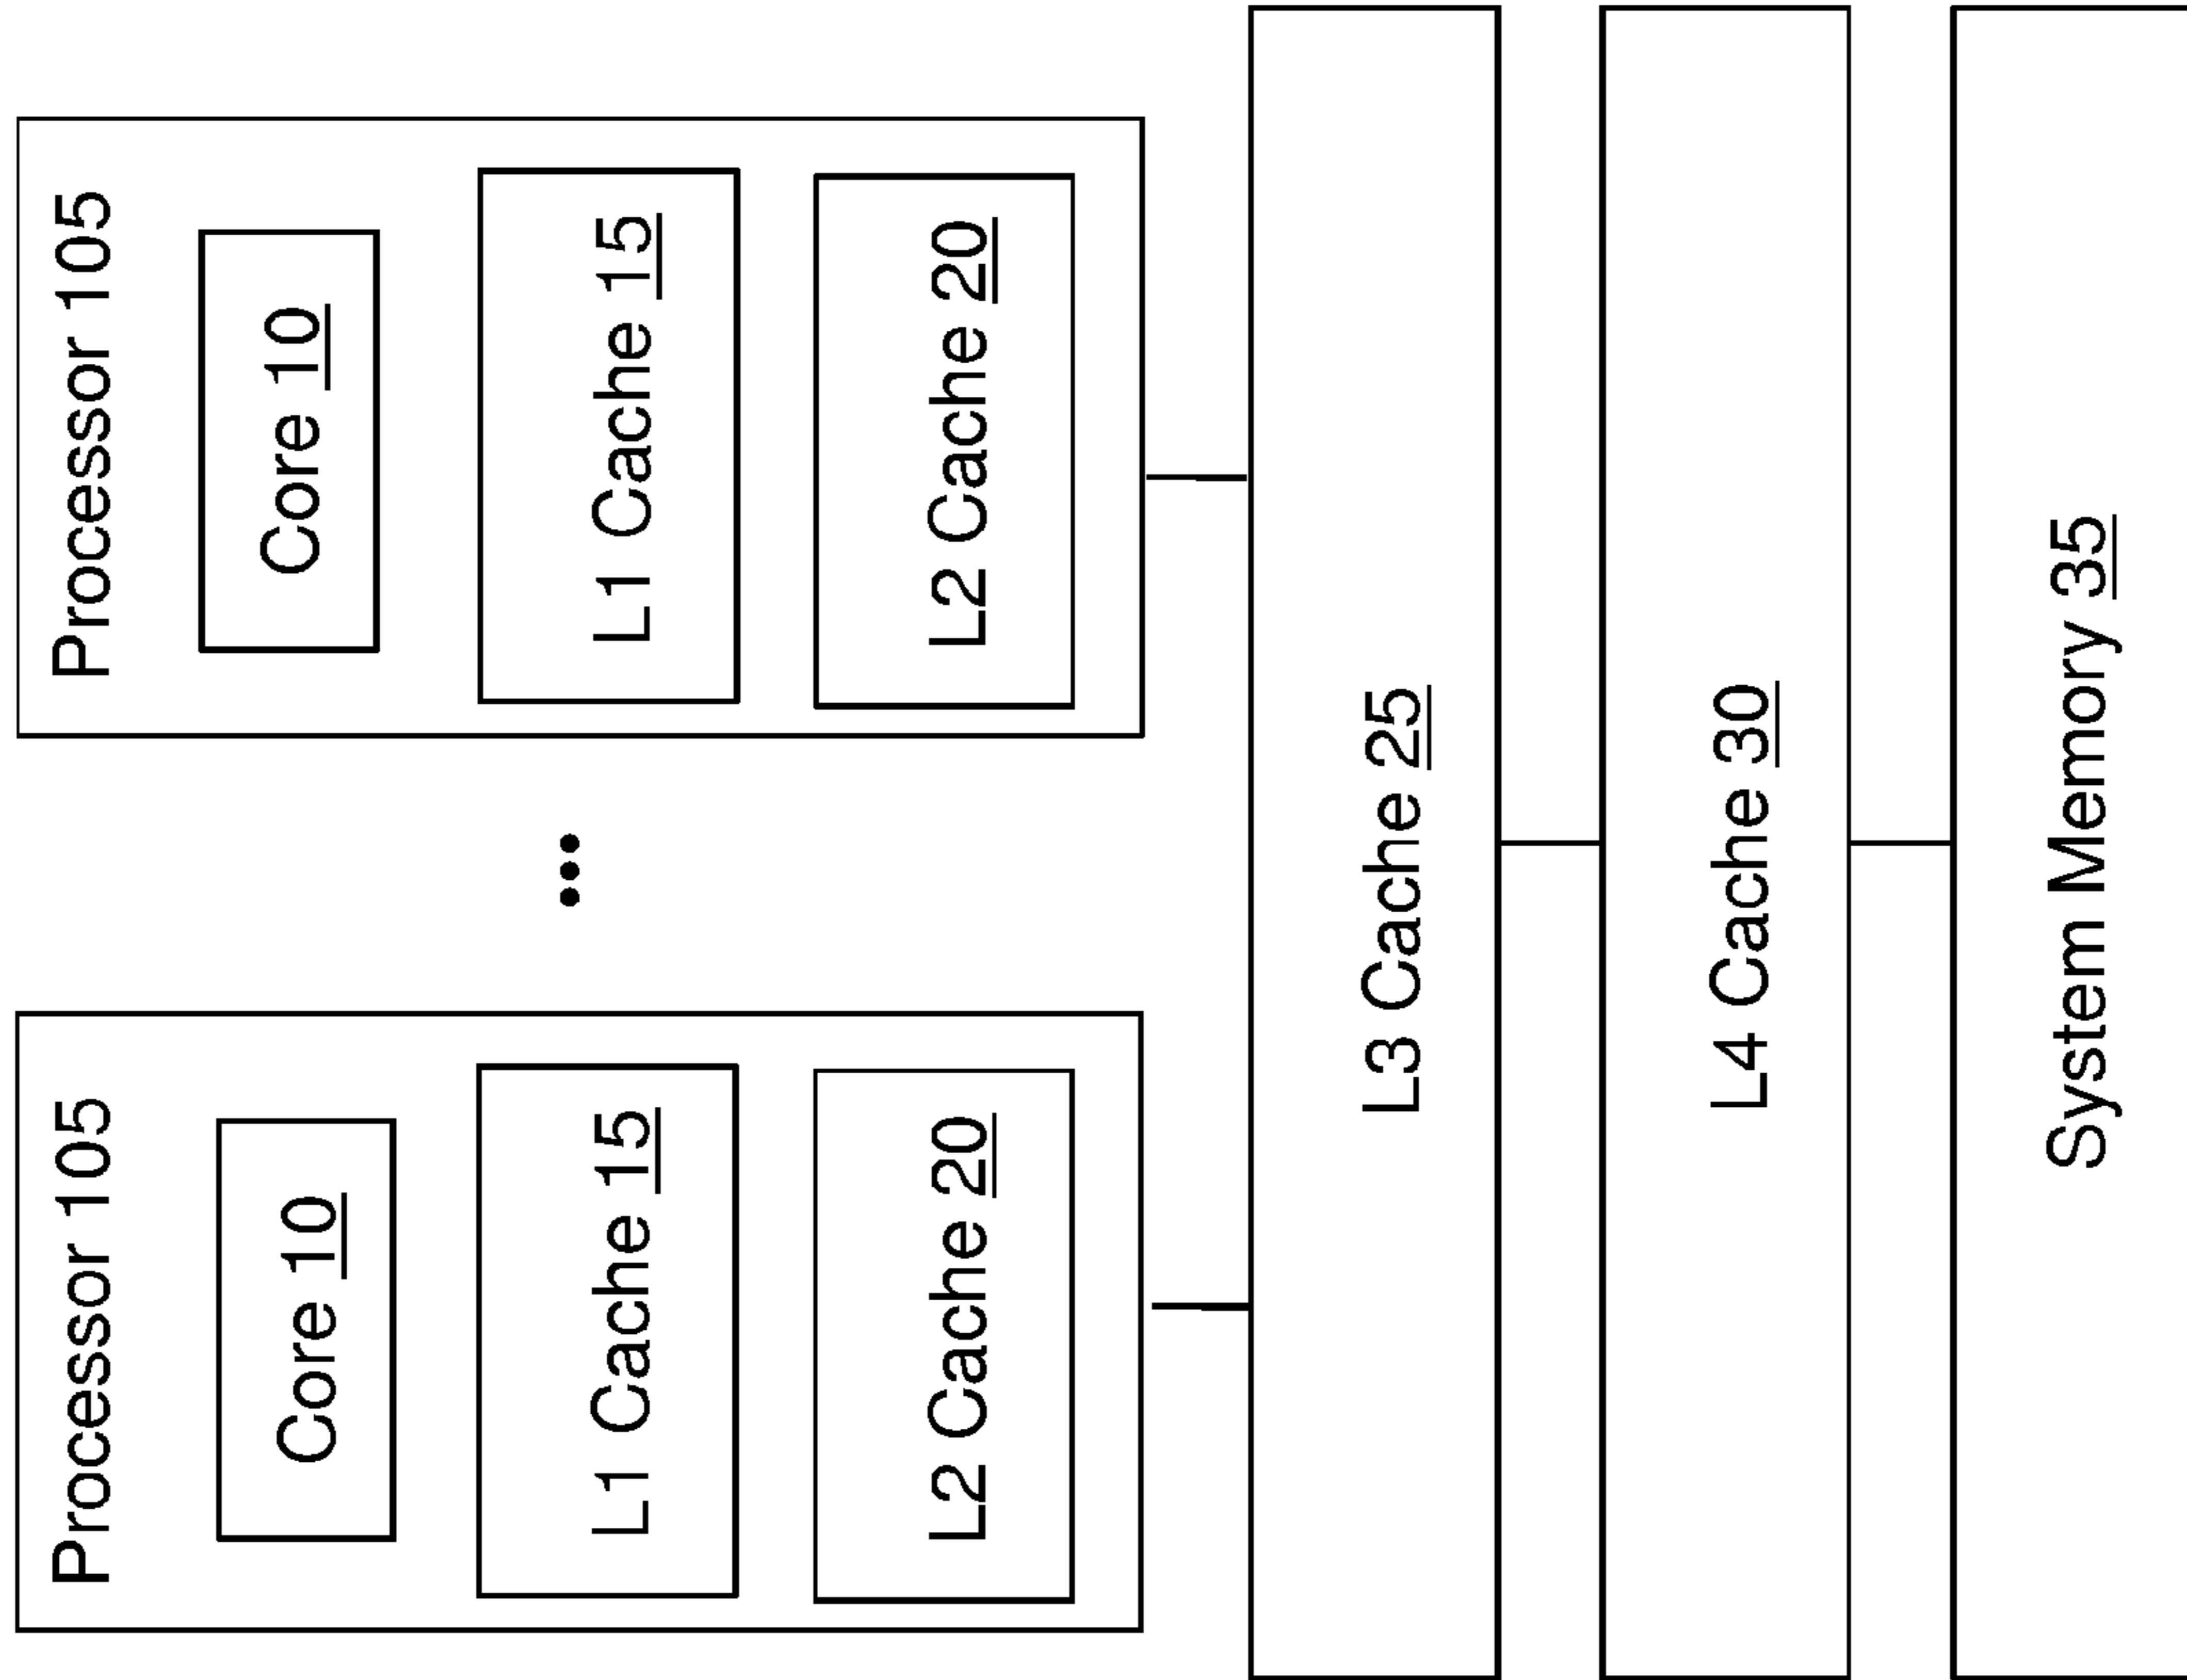 Processor 105
Core 10
L1 Cache 15
L2 Cache 20
•••
Processor 105
Core 10
L1 Cache 15
L2 Cache 20
L3 Cache 25
L4 Cache 30
System Memory 35